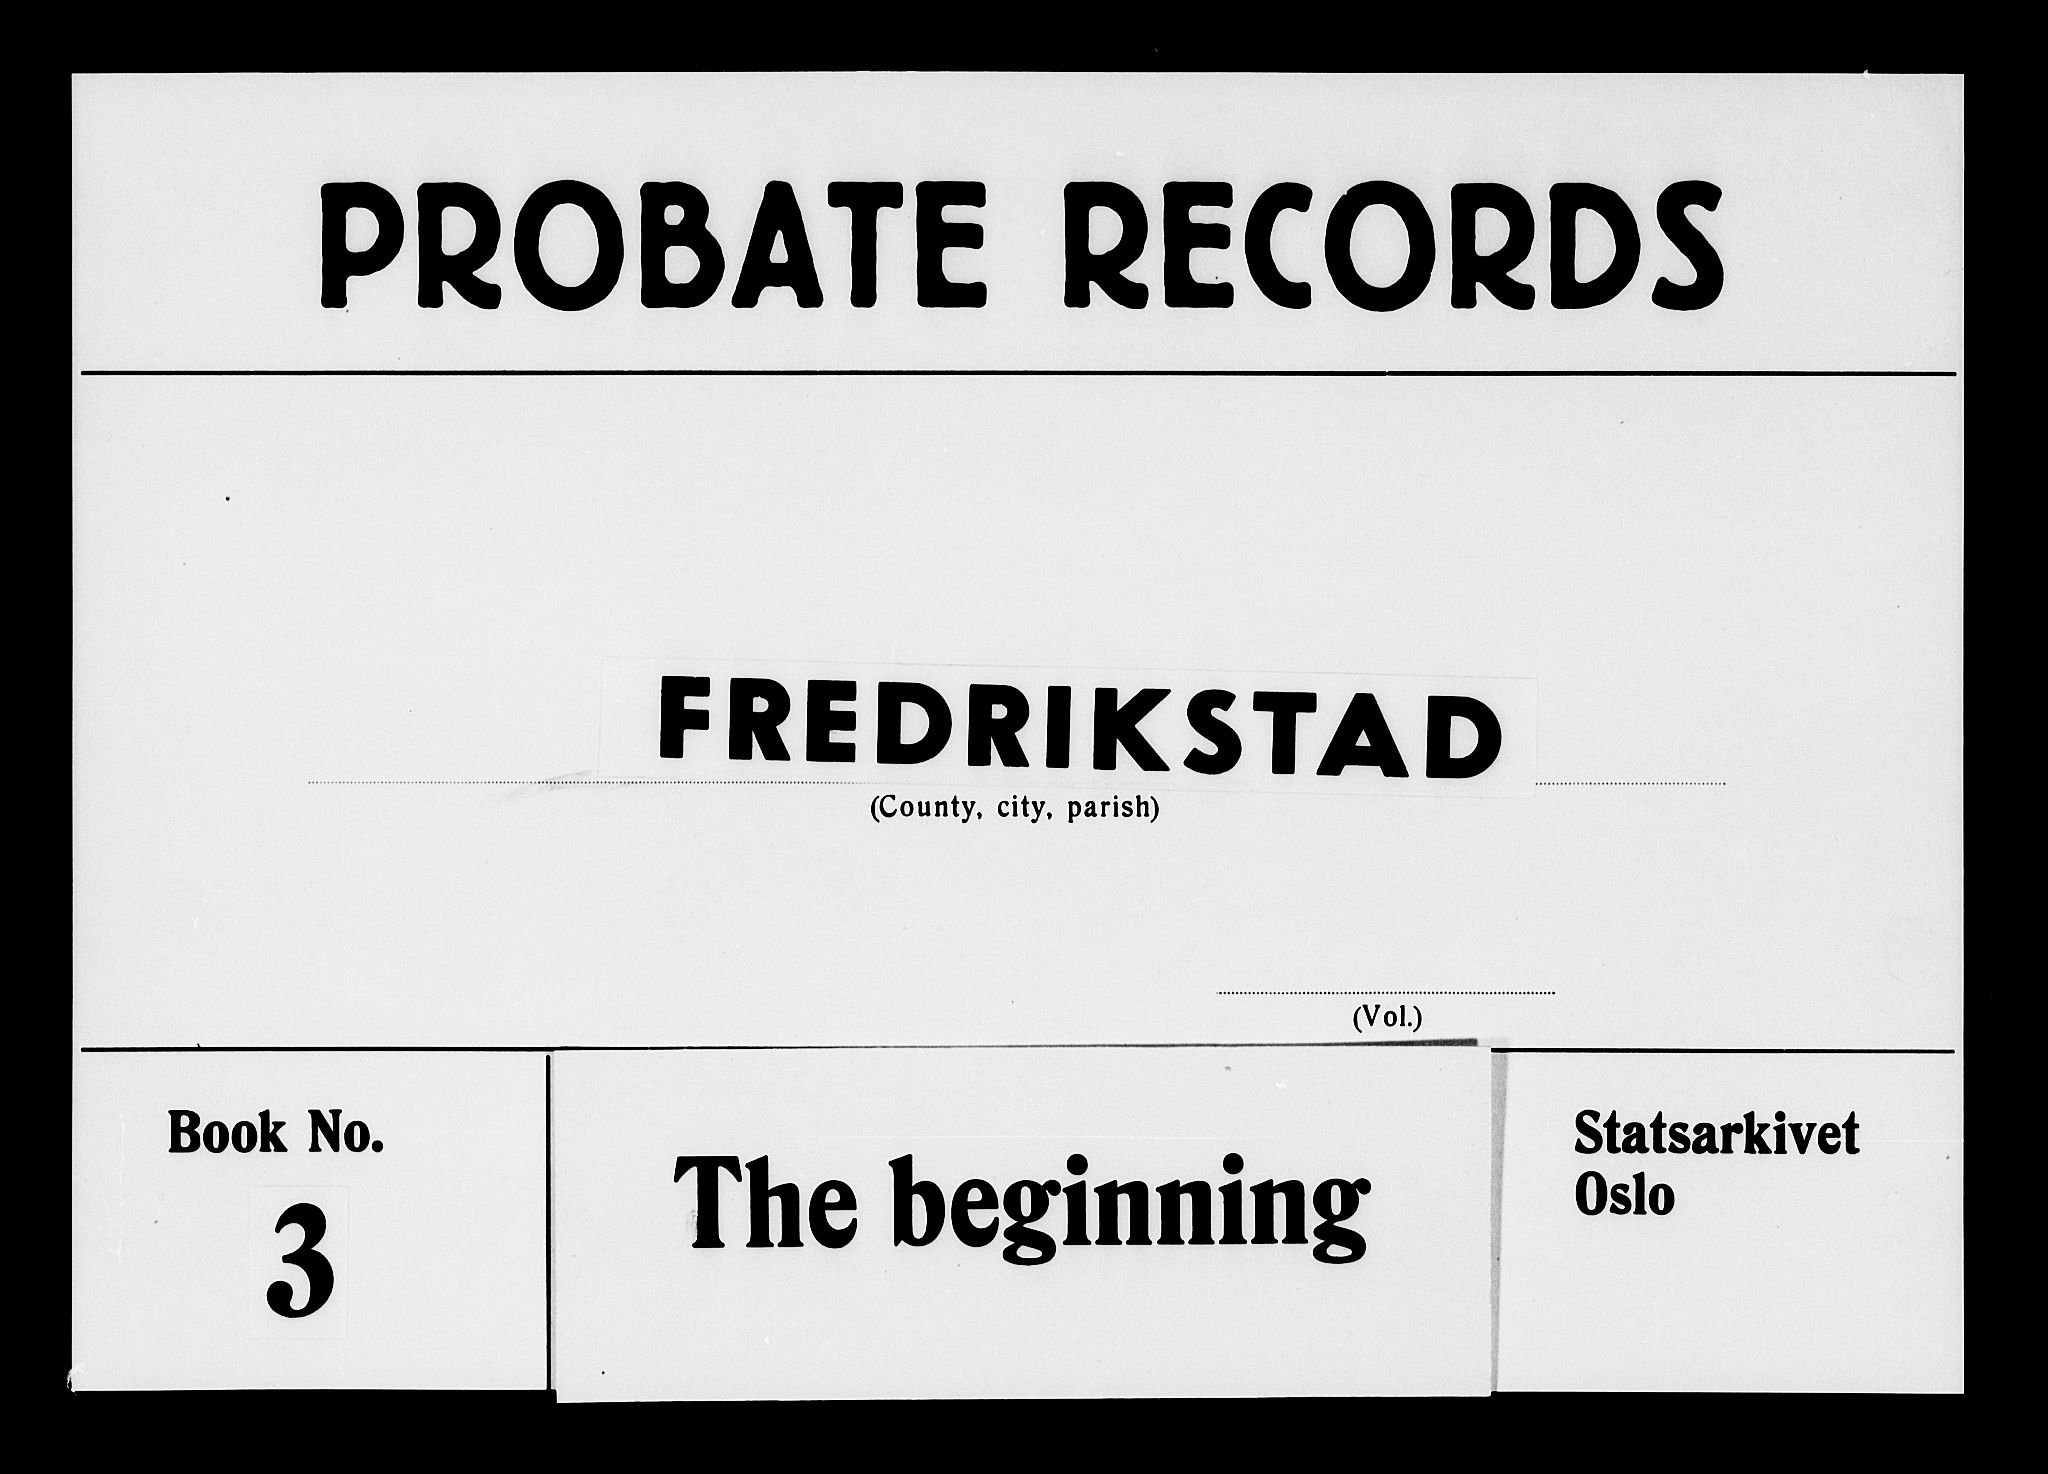 PROBATE RECORDS
FREDRIKSTAD
(County, city, parish)
(Vol.)
Book No.
3
The beginning
Statsarkivet
Oslo